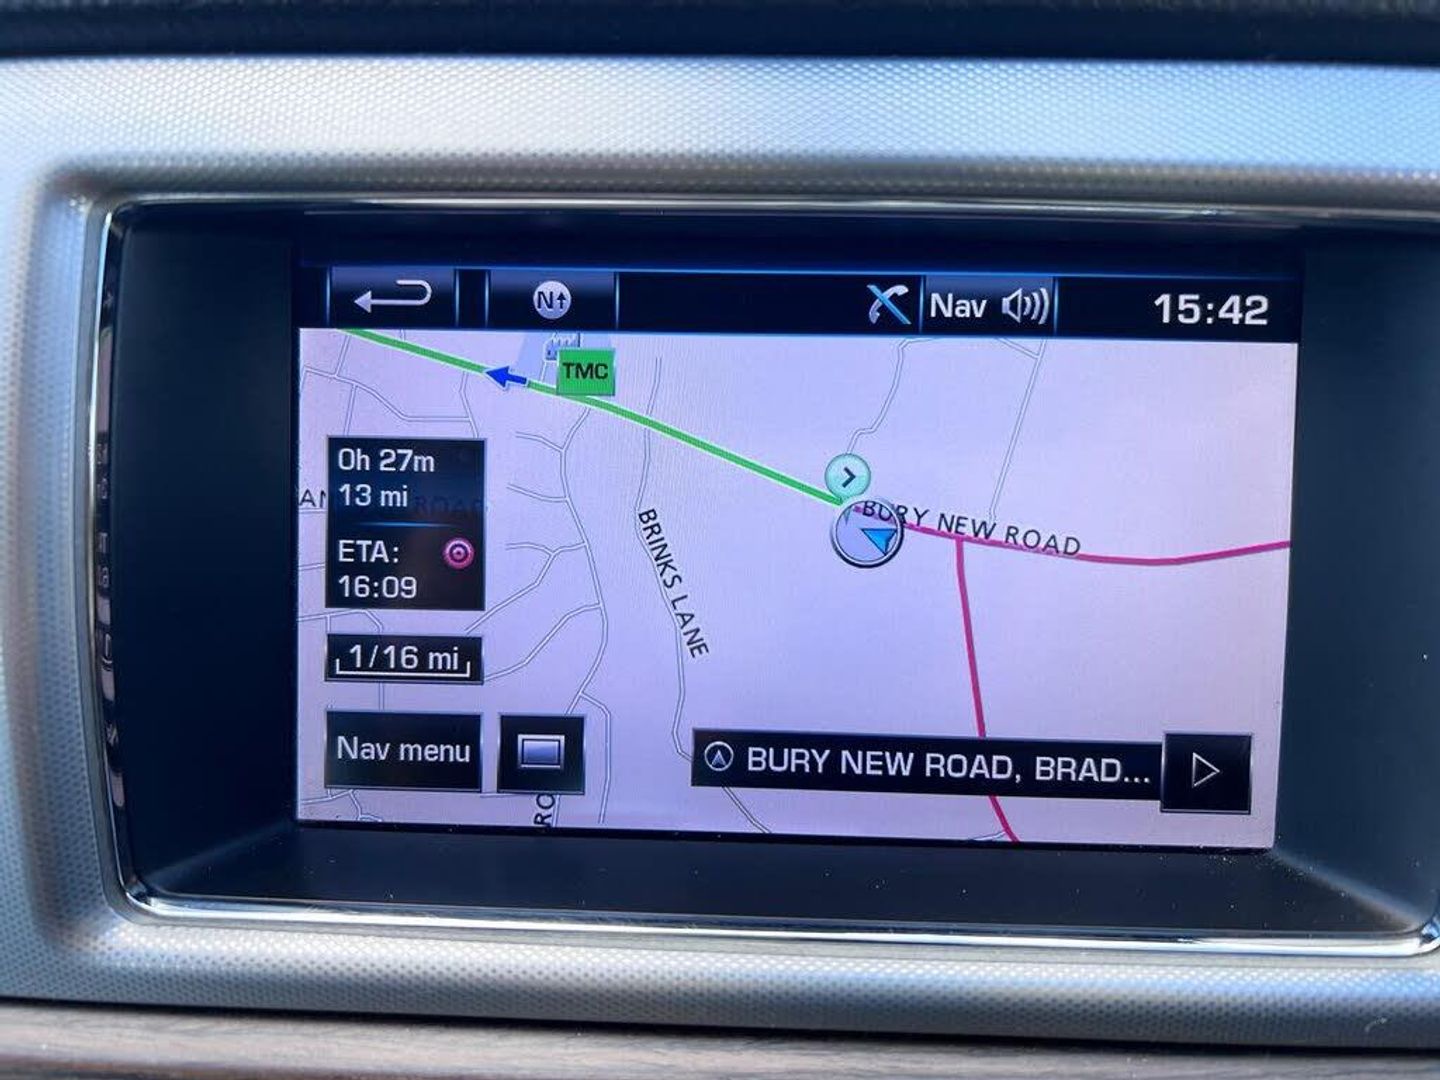 N
Nav
15:42
TMC
0h 27m
13 mi
ROAD
ETA:
16:09
BURY NEW ROAD
BRINKS LANE
1/16 mi
Nav menu
BURY NEW ROAD, BRAD...